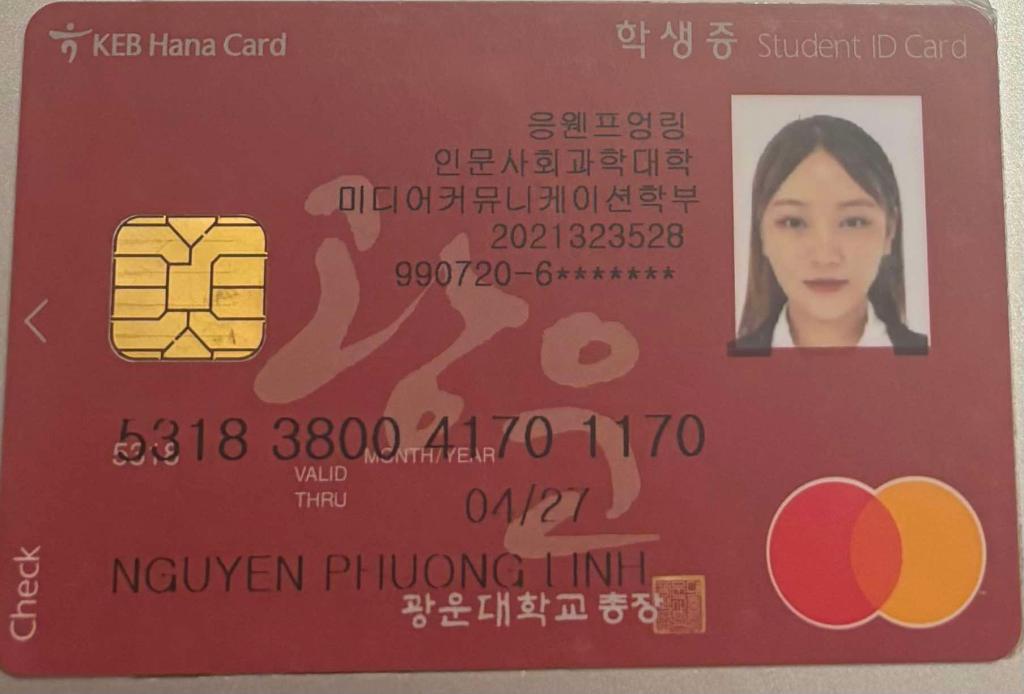 KEB Hana Card
학생증 Student ID Card
응웬프엉링
인문사회과학대학
미디어커뮤니케이션학부
2021323528
990720-6*******
5318 3800 4170 1170
5318
MONTH/YEAR
VALID
THRU
04/27
NGUYEN PHUONG LINH
광운대학교 총장
Check
광운